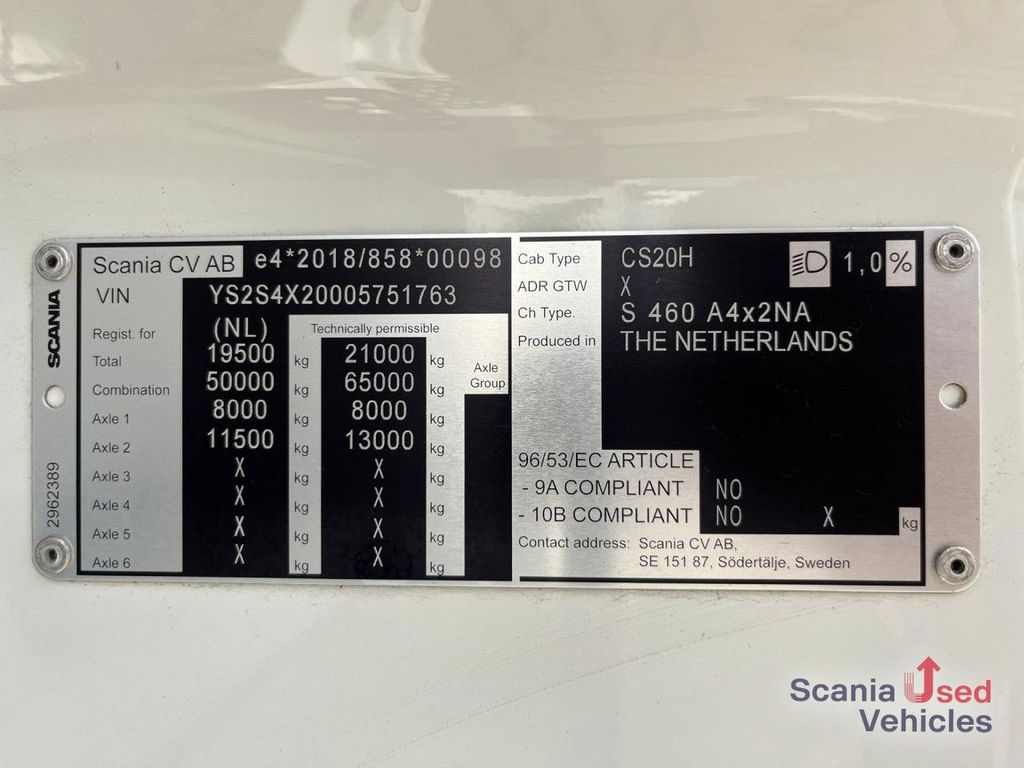 SCANIA
2962389
Scania CV AB e4*2018/858*00098
VIN YS2S4X20005751763
Regist. for (NL) Technically permissible
Total 19500 kg 21000 kg
Axle Group
Combination 50000 kg 65000 kg
Axle 1 8000 kg 8000 kg
Axle 2 11500 kg 13000 kg
Axle 3 X kg X kg
Axle 4 X kg X kg
Axle 5 X kg X kg
Axle 6 X kg X kg
Cab Type CS20H 1,0%
ADR GTW X
Ch Type. S 460 A4x2NA
Produced in THE NETHERLANDS
96/53/EC ARTICLE
- 9A COMPLIANT NO
- 10B COMPLIANT NO X kg
Contact address: Scania CV AB,
SE 151 87, Södertälje, Sweden
Scania Used
Vehicles